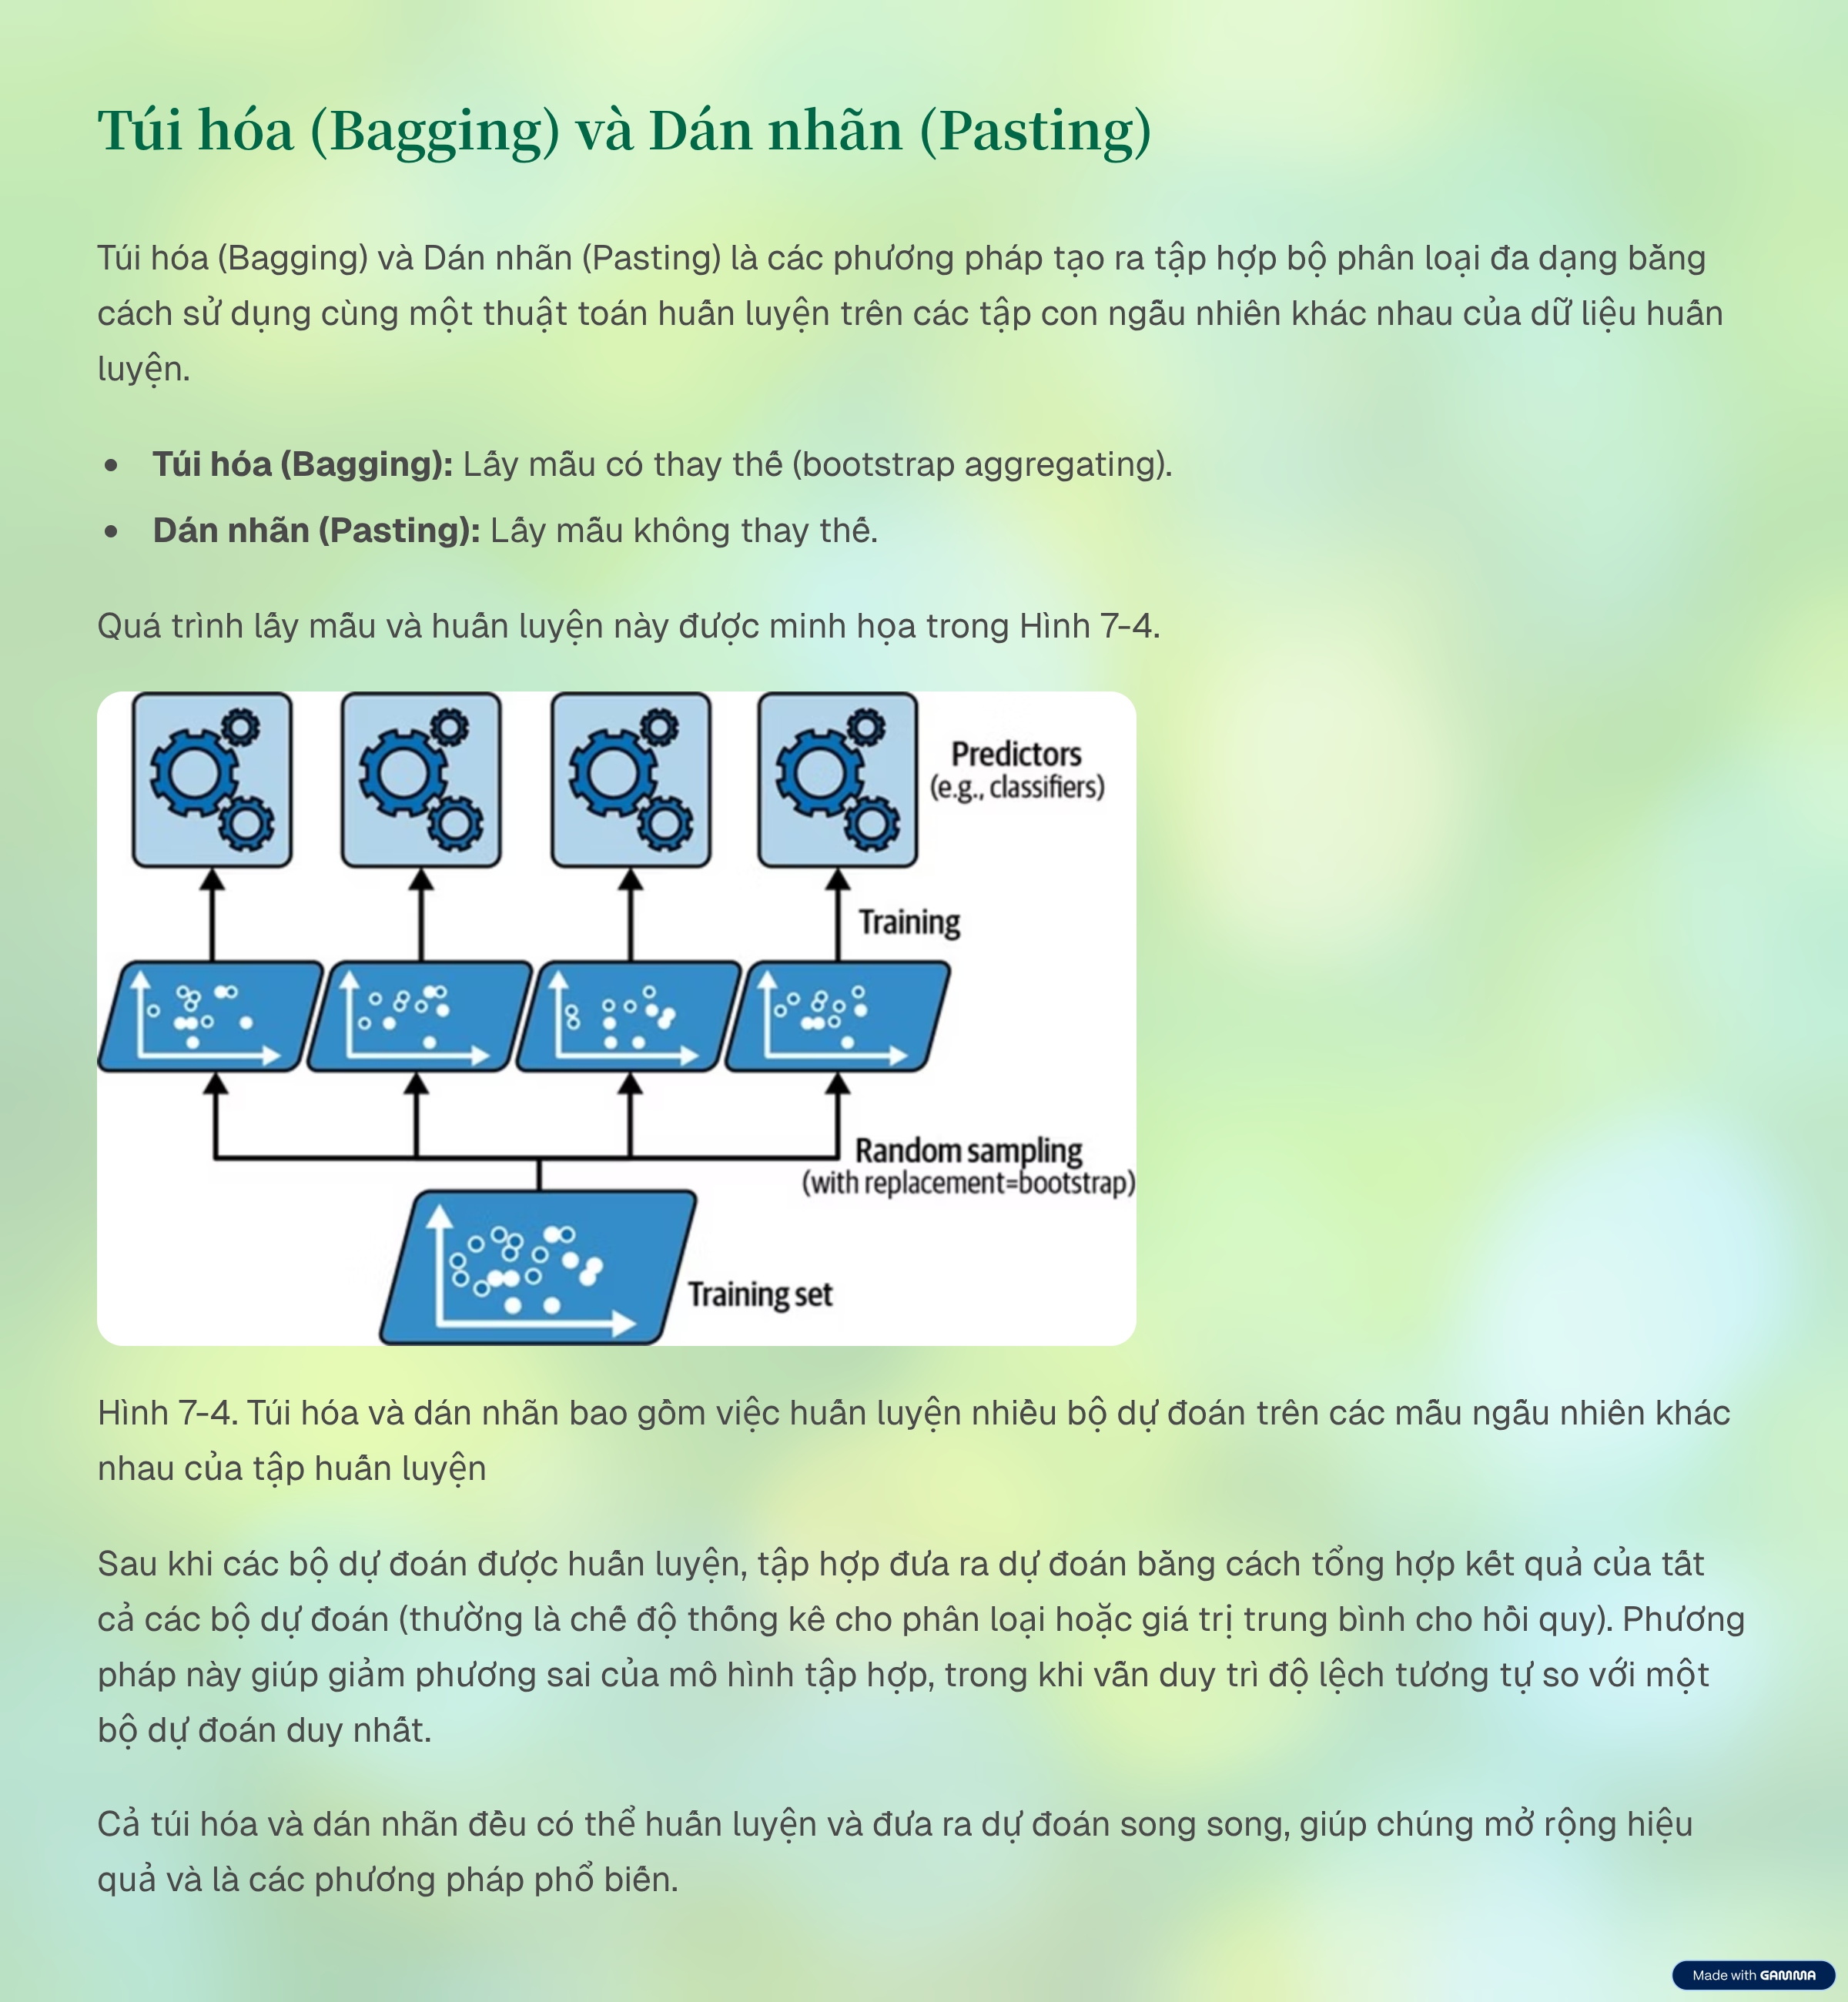 Túi hóa (Bagging) và Dán nhãn (Pasting)
Túi hóa (Bagging) và Dán nhãn (Pasting) là các phương pháp tạo ra tập hợp bộ phân loại đa dạng bằng
cách sử dụng cùng một thuật toán huấn luyện trên các tập con ngẫu nhiên khác nhau của dữ liệu huấn
luyện.
• Túi hóa (Bagging): Lấy mẫu có thay thế (bootstrap aggregating).
• Dán nhãn (Pasting): Lấy mẫu không thay thế.
Quá trình lấy mẫu và huấn luyện này được minh họa trong Hình 7-4.
Predictors
(e.g., classifiers)
Training
Random sampling
(with replacement=bootstrap)
Training set
Hình 7-4. Túi hóa và dán nhãn bao gồm việc huấn luyện nhiều bộ dự đoán trên các mẫu ngẫu nhiên khác
nhau của tập huấn luyện
Sau khi các bộ dự đoán được huấn luyện, tập hợp đưa ra dự đoán bằng cách tổng hợp kết quả của tất
cả các bộ dự đoán (thường là chế độ thống kê cho phân loại hoặc giá trị trung bình cho hồi quy). Phương
pháp này giúp giảm phương sai của mô hình tập hợp, trong khi vẫn duy trì độ lệch tương tự so với một
bộ dự đoán duy nhất.
Cả túi hóa và dán nhãn đều có thể huấn luyện và đưa ra dự đoán song song, giúp chúng mở rộng hiệu
quả và là các phương pháp phổ biến.
Made with GAMMA